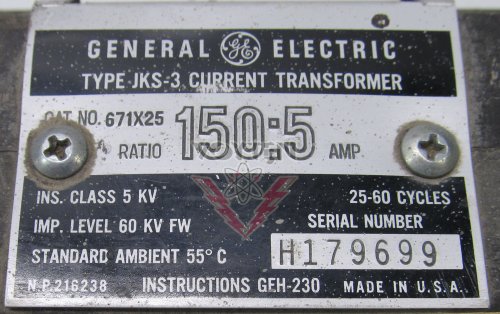 GENERAL GE ELECTRIC
TYPE JKS-3 CURRENT TRANSFORMER
CAT NO. 671X25
RATIO 150:5 AMP
INS. CLASS 5 KV 25-60 CYCLES
IMP. LEVEL 60 KV FW SERIAL NUMBER
STANDARD AMBIENT 55° C H179699
N.P.216238 INSTRUCTIONS GEH-230 MADE IN U.S.A.